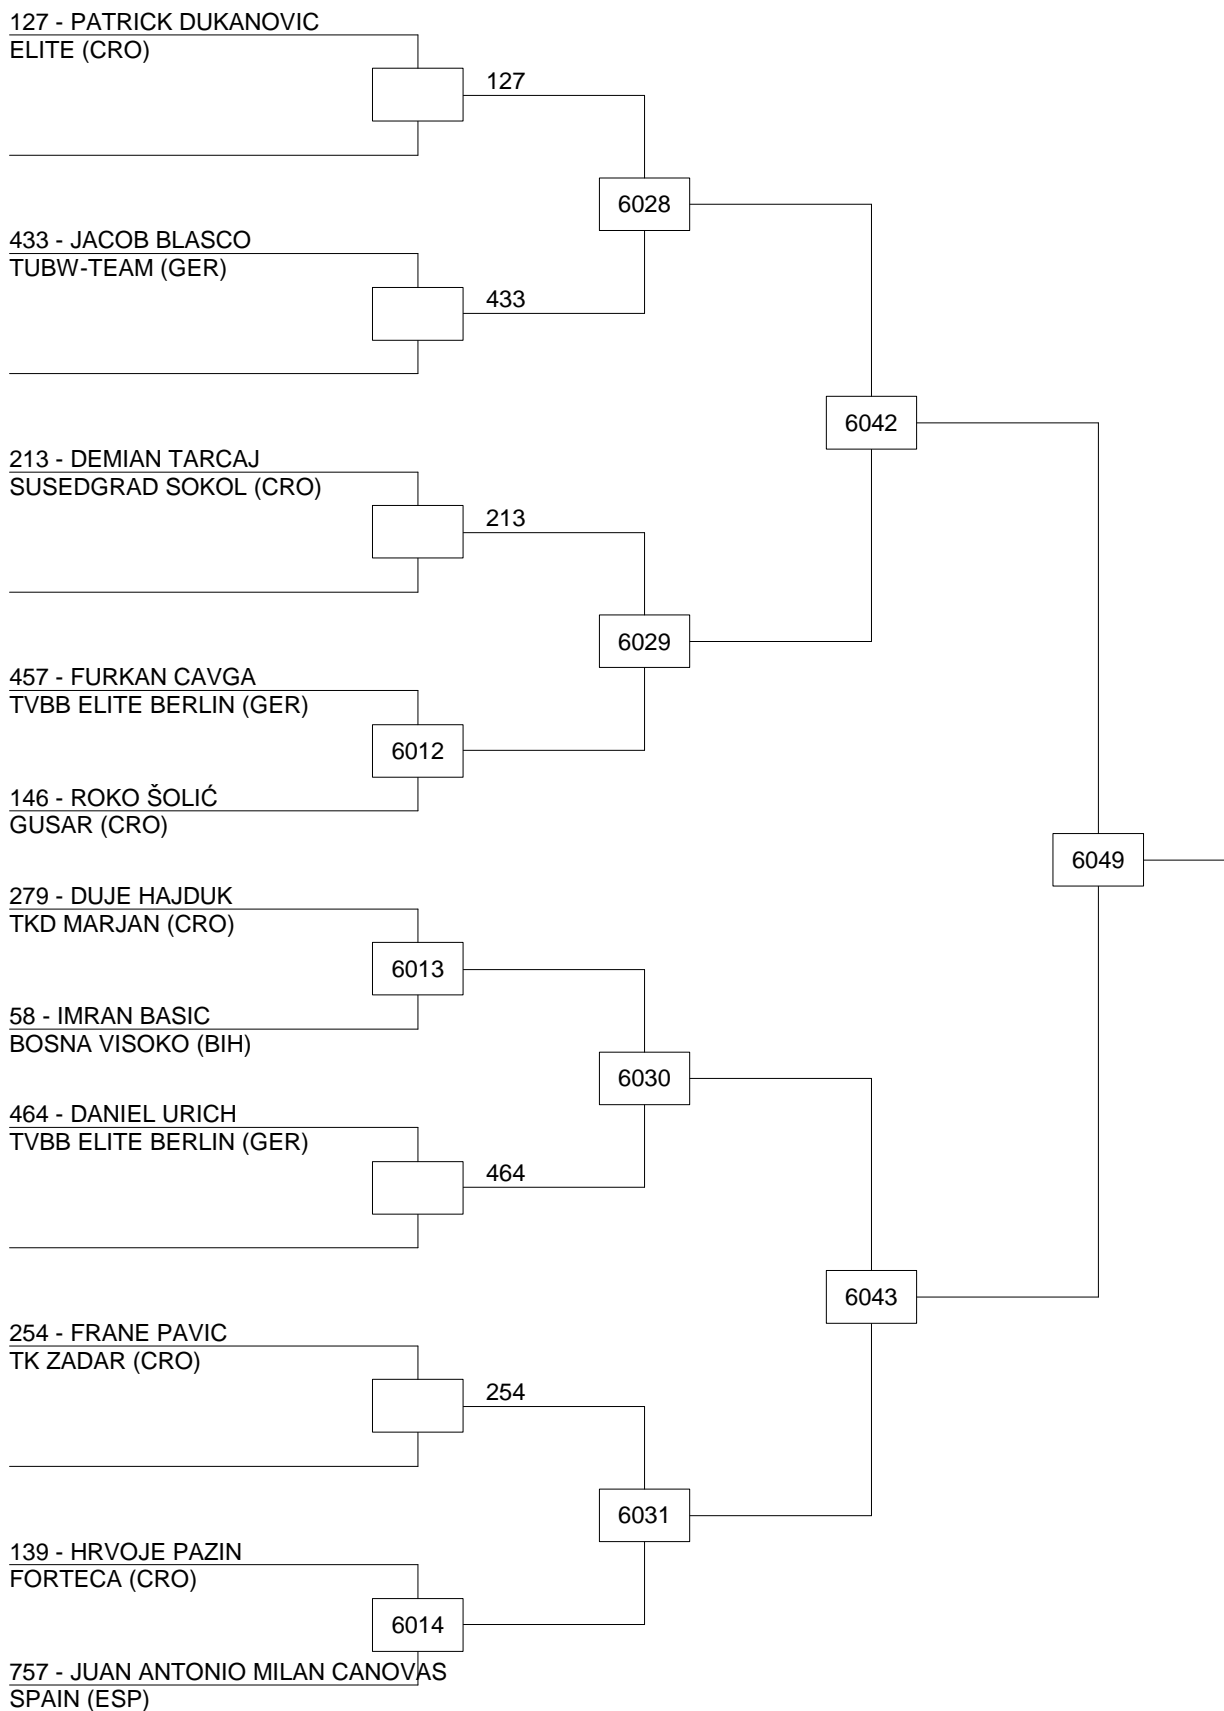 127 - PATRICK DUKANOVIC
ELITE (CRO)
127
6028
433 - JACOB BLASCO
TUBW-TEAM (GER)
433
6042
213 - DEMIAN TARCAJ
SUSEDGRAD SOKOL (CRO)
213
6029
457 - FURKAN CAVGA
TVBB ELITE BERLIN (GER)
6012
146 - ROKO ŠOLIĆ
GUSAR (CRO)
6049
279 - DUJE HAJDUK
TKD MARJAN (CRO)
6013
58 - IMRAN BASIC
BOSNA VISOKO (BIH)
6030
464 - DANIEL URICH
TVBB ELITE BERLIN (GER)
464
6043
254 - FRANE PAVIC
TK ZADAR (CRO)
254
6031
139 - HRVOJE PAZIN
FORTECA (CRO)
6014
757 - JUAN ANTONIO MILAN CANOVAS
SPAIN (ESP)